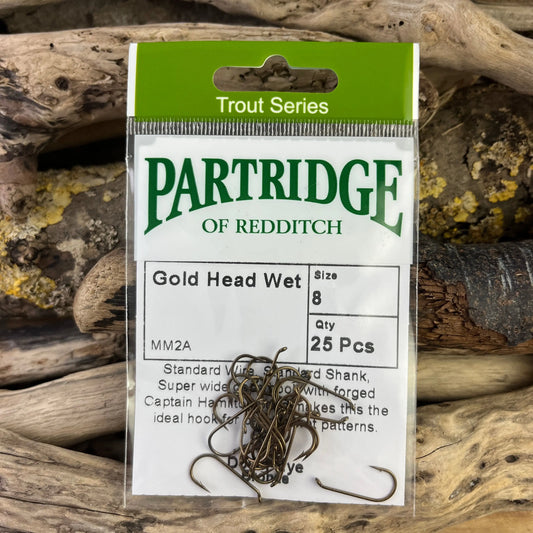 Trout Series
PARTRIDGE
OF REDDITCH
Gold Head Wet
Size
8
MM2A
Qty
25 Pcs
Standard Wire, Standard Shank,
Super wide with forged
Captain makes this the
ideal hook for patterns.